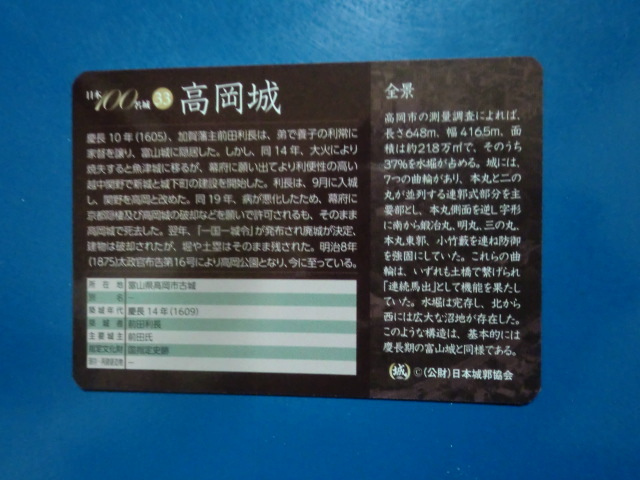 日本100名城 33 高岡城
慶長10年(1605)、加賀藩主前田利長は、弟で養子の利常に
家督を譲り、富山城に隠居した。しかし、同14年、大火により
焼失すると魚津城に移るが、幕府に願い出てより利便性の高い
越中関野で新城と城下町の建設を開始した。利長は、9月に入城
し、関野を高岡と改めた。同19年、病が悪化したため、幕府に
京都隠棲及び高岡城の破却などを願いで許可されるも、そのまま
高岡城で死去した。翌年、「一国一城令」が発布され廃城が決定、
建物は破却されたが、堀や土塁はそのまま残された。明治8年
(1875)太政官布告第16号により高岡公園となり、今に至っている。
所在地 富山県高岡市古城
別名 −
築城年代 慶長14年(1609)
築城者 前田利長
主要城主 前田氏
指定文化財 国指定史跡
−
全景
高岡市の測量調査によれば、
長さ648m、幅416.5m、面
積は約21.8万㎡で、そのうち
37%を水堀が占める。城には、
7つの曲輪があり、本丸と二の
丸が並列する連郭式部分を主
要部とし、本丸側面を逆L字形
に南から鍛冶丸、明丸、三の丸、
本丸東郭、小竹藪を連ね防御
を強固にしていた。これらの曲
輪は、いずれも土橋で繋げられ
「連続馬出」として機能を果たし
ていた。水堀は完存し、北から
西には広大な沼地が存在した。
このような構造は、基本的には
慶長期の富山城と同様である。
城 ©(公財)日本城郭協会